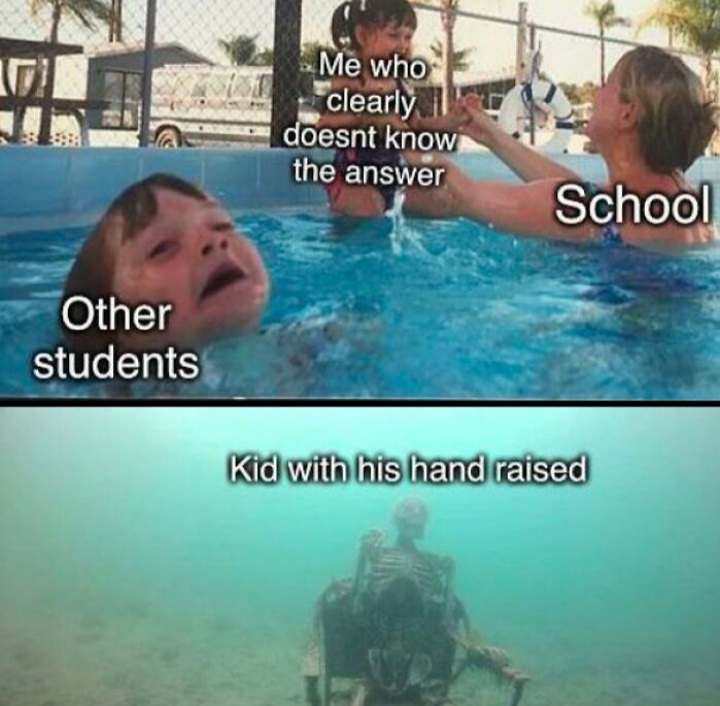 Me who
clearly
doesnt know
the answer
School
Other
students
Kid with his hand raised